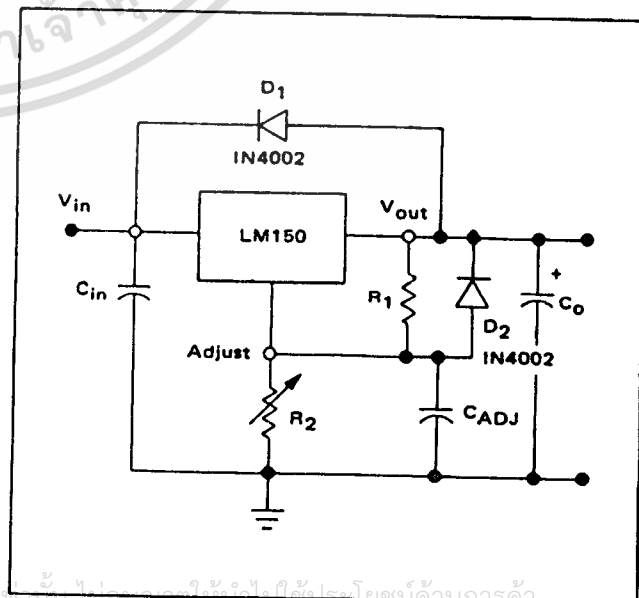 D1
IN4002
Vin
LM150
Vout
Cin
R1
D2
IN4002
+
Co
Adjust
R2
CADJ